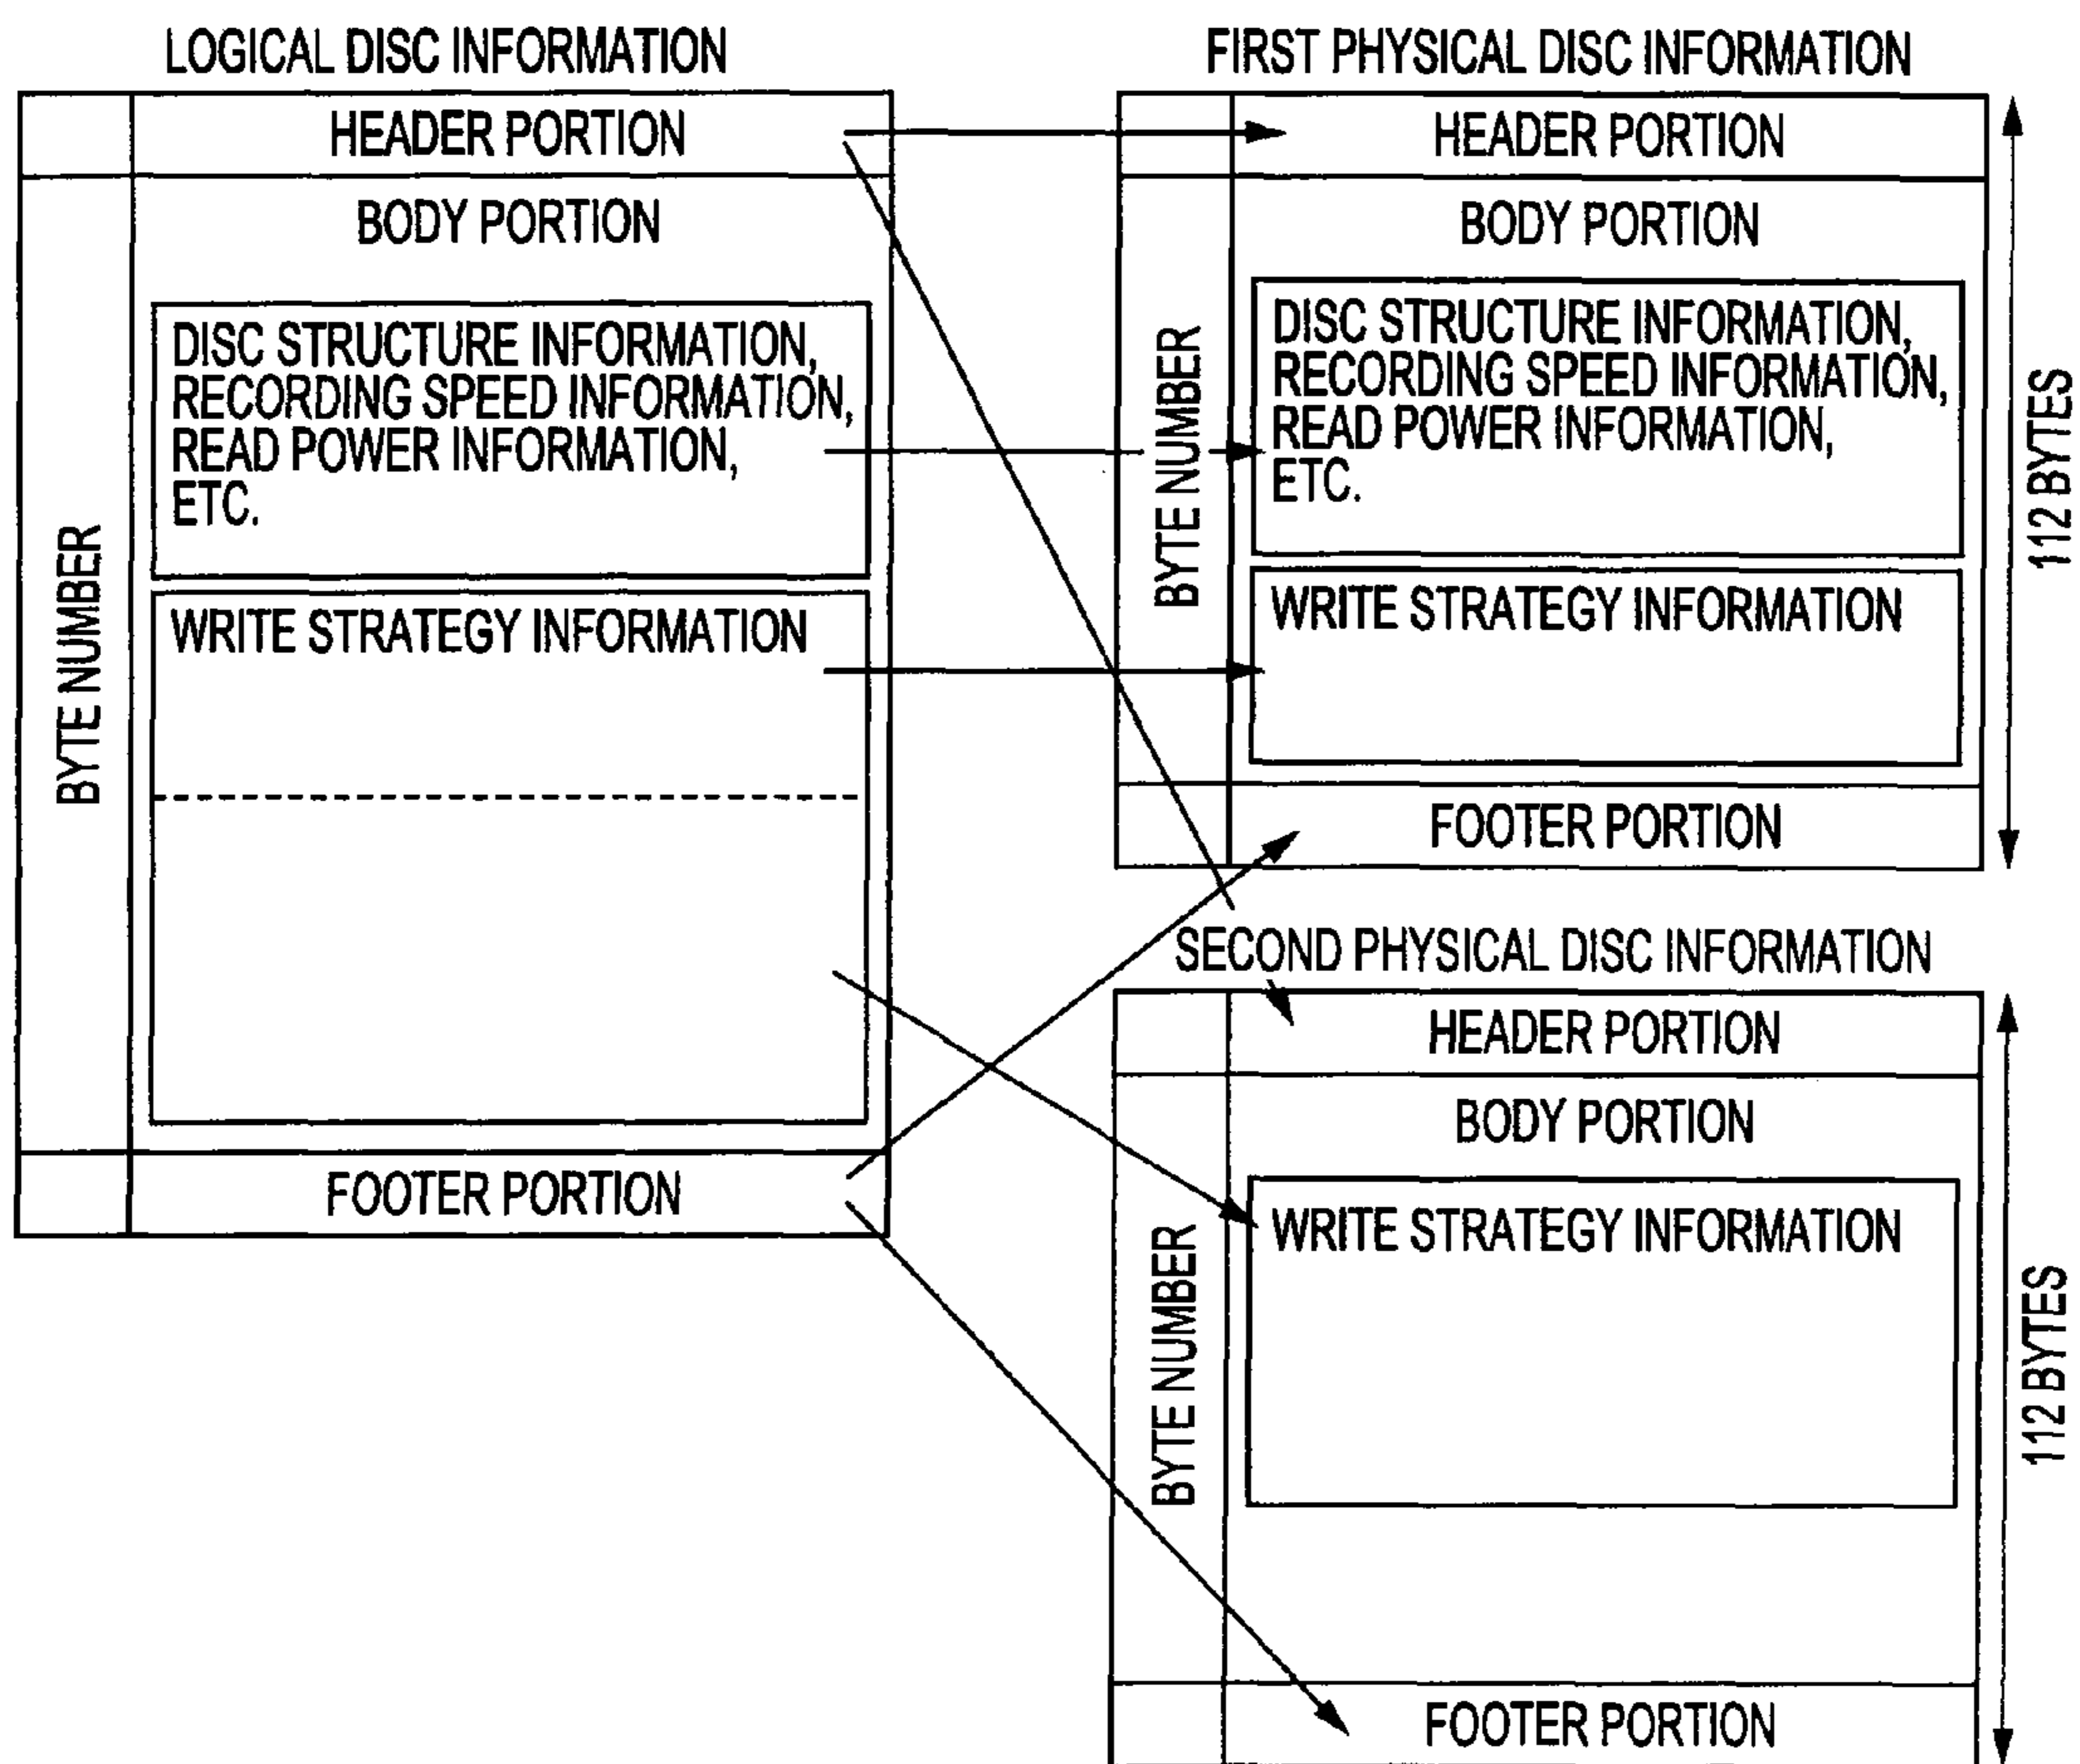 LOGICAL DISC INFORMATION
HEADER PORTION
BODY PORTION
BYTE NUMBER
DISC STRUCTURE INFORMATION,
RECORDING SPEED INFORMATION,
READ POWER INFORMATION,
ETC.
WRITE STRATEGY INFORMATION
FOOTER PORTION
FIRST PHYSICAL DISC INFORMATION
HEADER PORTION
BODY PORTION
BYTE NUMBER
DISC STRUCTURE INFORMATION,
RECORDING SPEED INFORMATION,
READ POWER INFORMATION,
ETC.
WRITE STRATEGY INFORMATION
FOOTER PORTION
112 BYTES
SECOND PHYSICAL DISC INFORMATION
HEADER PORTION
BODY PORTION
BYTE NUMBER
WRITE STRATEGY INFORMATION
FOOTER PORTION
112 BYTES